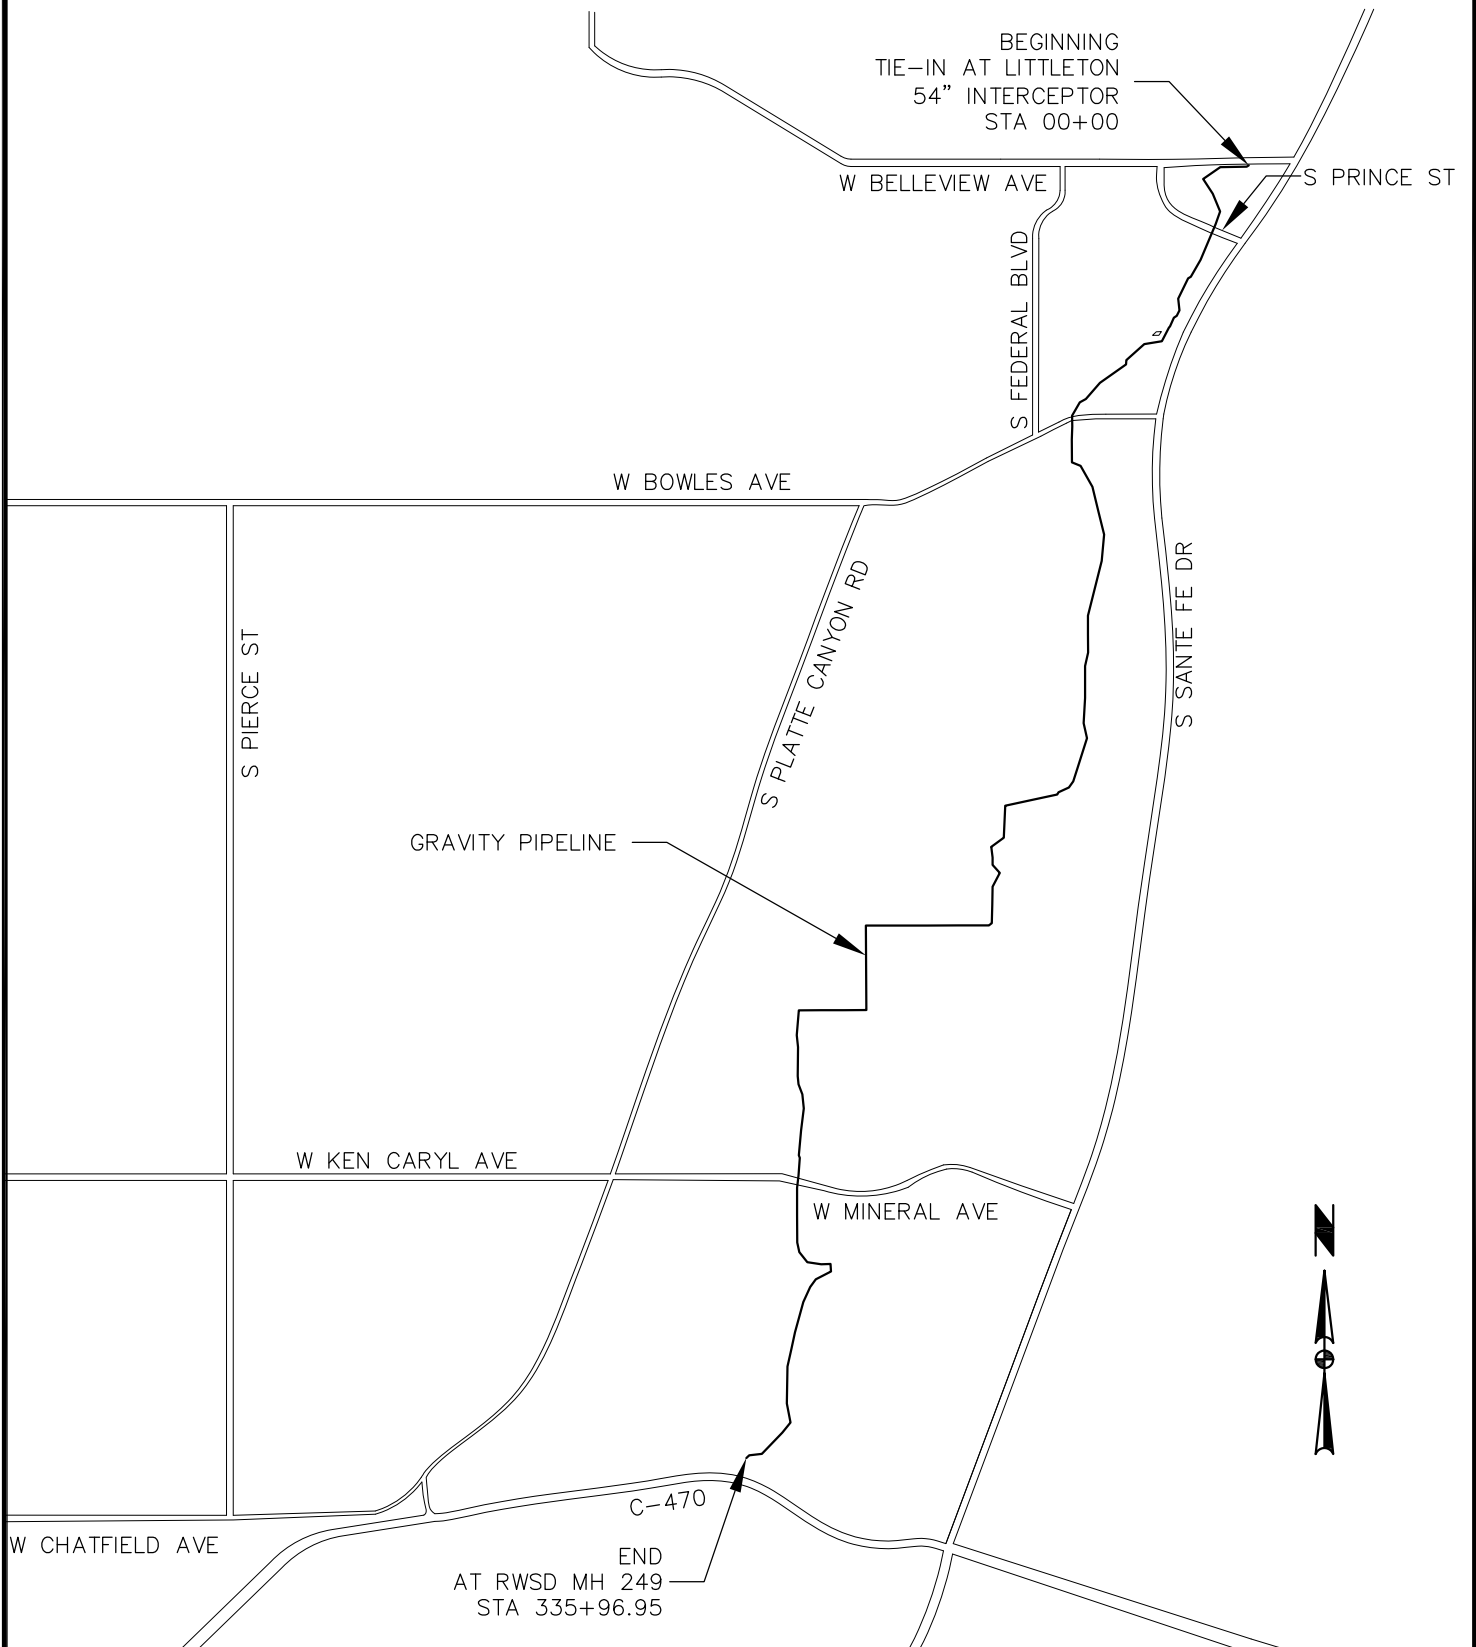 BEGINNING
TIE-IN AT LITTLETON
54" INTERCEPTOR
STA 00+00
W BELLEVIEW AVE
S PRINCE ST
S FEDERAL BLVD
W BOWLES AVE
S PLATTE CANYON RD
S SANTE FE DR
S PIERCE ST
GRAVITY PIPELINE
W KEN CARYL AVE
W MINERAL AVE
N
C-470
W CHATFIELD AVE
END
AT RWSD MH 249
STA 335+96.95